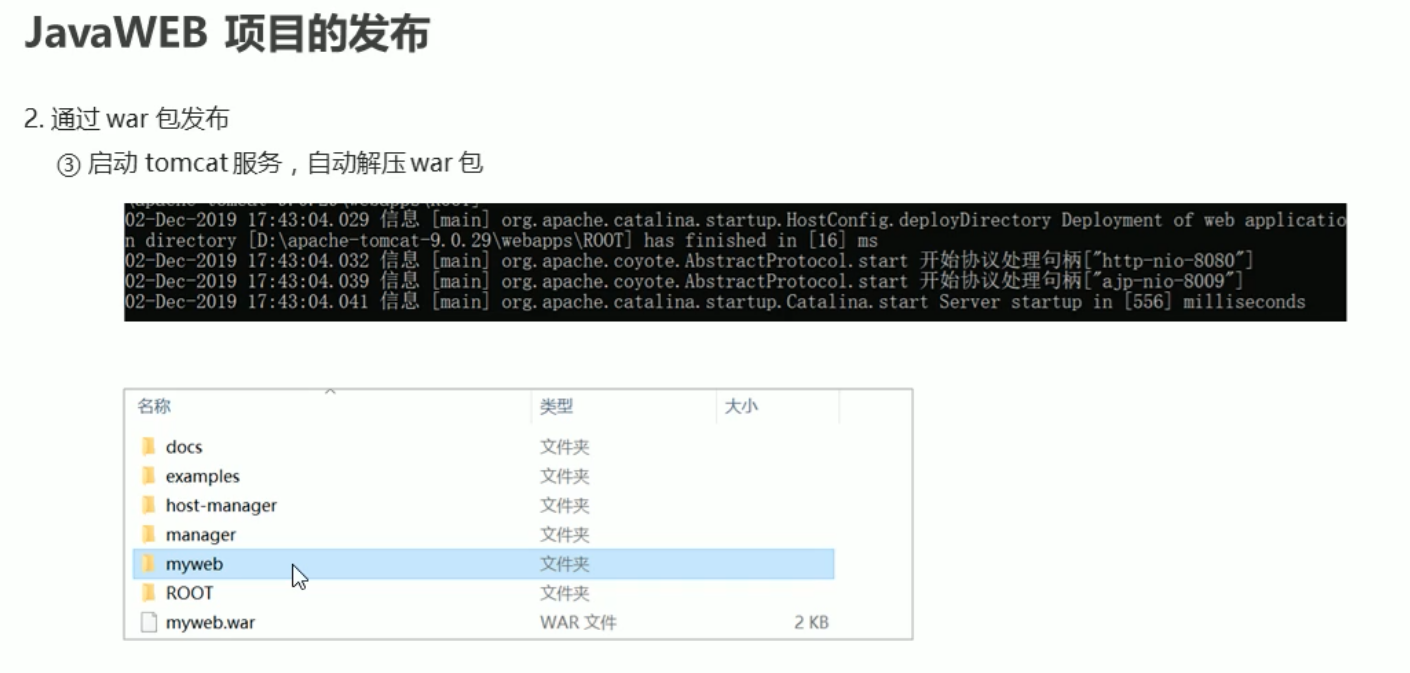 JavaWEB 项目的发布
2. 通过 war 包发布
③ 启动 tomcat 服务，自动解压 war 包
02-Dec-2019 17:43:04.029 信息 [main] org.apache.catalina.startup.HostConfig.deployDirectory Deployment of web applicatio
n directory [D:\apache-tomcat-9.0.29\webapps\ROOT] has finished in [16] ms
02-Dec-2019 17:43:04.032 信息 [main] org.apache.coyote.AbstractProtocol.start 开始协议处理句柄["http-nio-8080"]
02-Dec-2019 17:43:04.039 信息 [main] org.apache.coyote.AbstractProtocol.start 开始协议处理句柄["ajp-nio-8009"]
02-Dec-2019 17:43:04.041 信息 [main] org.apache.catalina.startup.Catalina.start Server startup in [556] milliseconds
名称 类型 大小
docs 文件夹
examples 文件夹
host-manager 文件夹
manager 文件夹
myweb 文件夹
ROOT 文件夹
myweb.war WAR 文件 2 KB